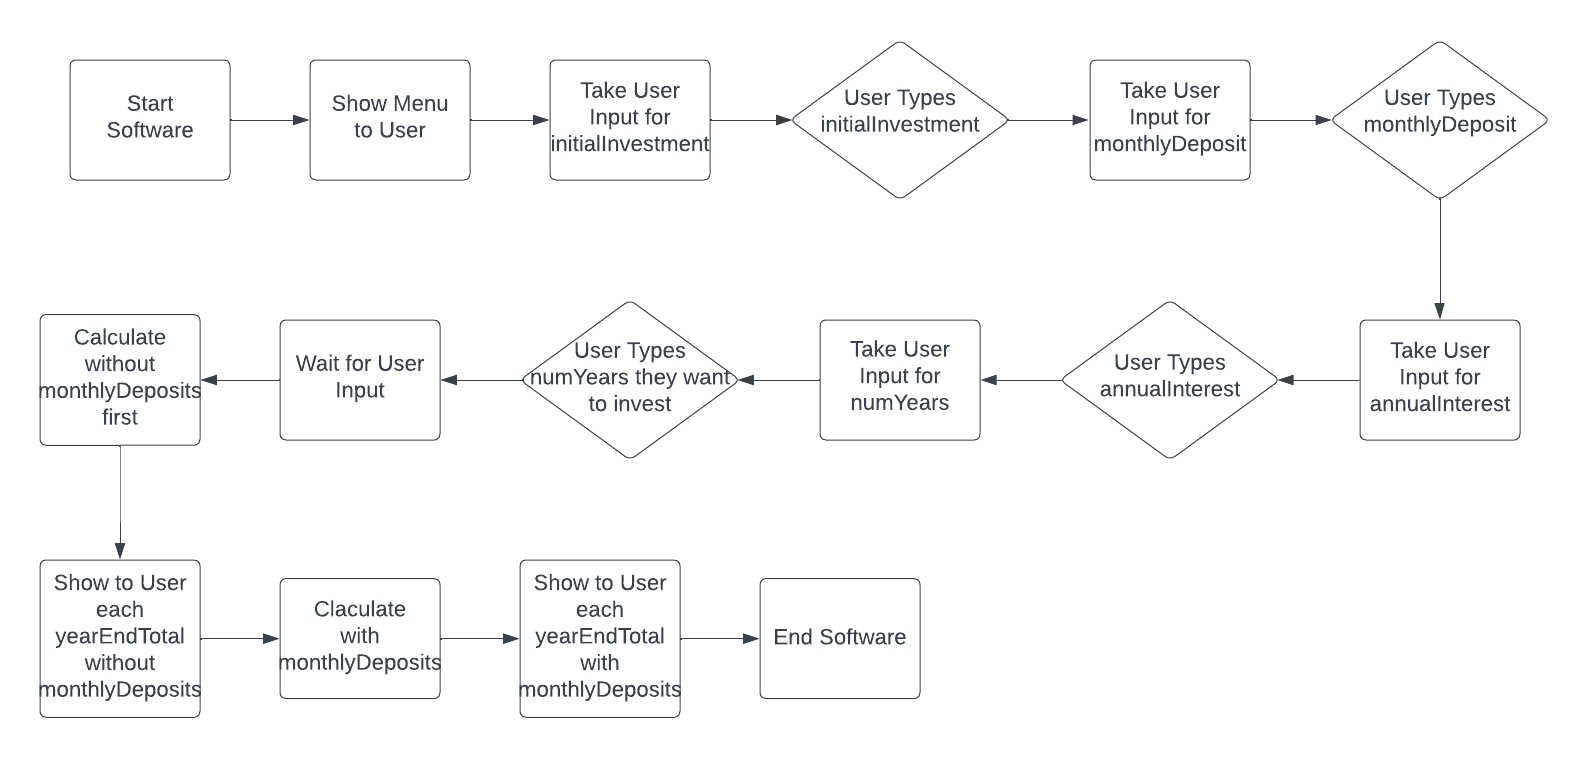 Start
Software
Show Menu
to User
Take User
Input for
initialInvestment
User Types
initialInvestment
Take User
Input for
monthlyDeposit
User Types
monthlyDeposit
Take User
Input for
annualInterest
User Types
annualInterest
Take User
Input for
numYears
User Types
numYears they want
to invest
Wait for User
Input
Calculate
without
monthlyDeposits
first
Show to User
each
yearEndTotal
without
monthlyDeposits
Claculate
with
monthlyDeposits
Show to User
each
yearEndTotal
with
monthlyDeposits
End Software